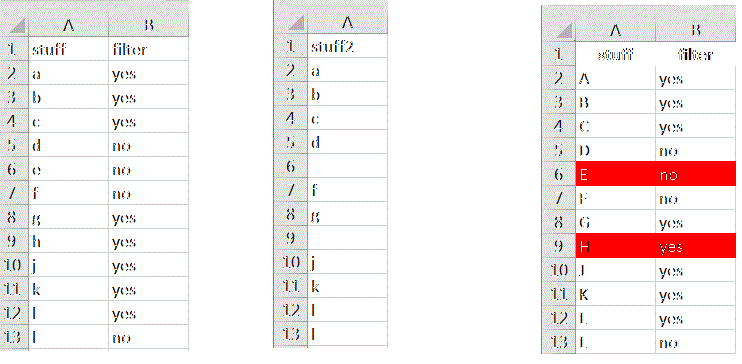 A B
1 stuff filter
2 a yes
3 b yes
4 c yes
5 d no
6 e no
7 f no
8 g yes
9 h yes
10 j yes
11 k yes
12 l yes
13 l no
A
1 stuff2
2 a
3 b
4 c
5 d
6
7 f
8 g
9
10 j
11 k
12 l
13 l
A B
1 stuff filter
2 A yes
3 B yes
4 C yes
5 D no
6 E no
7 F no
8 G yes
9 H yes
10 J yes
11 K yes
12 L yes
13 L no